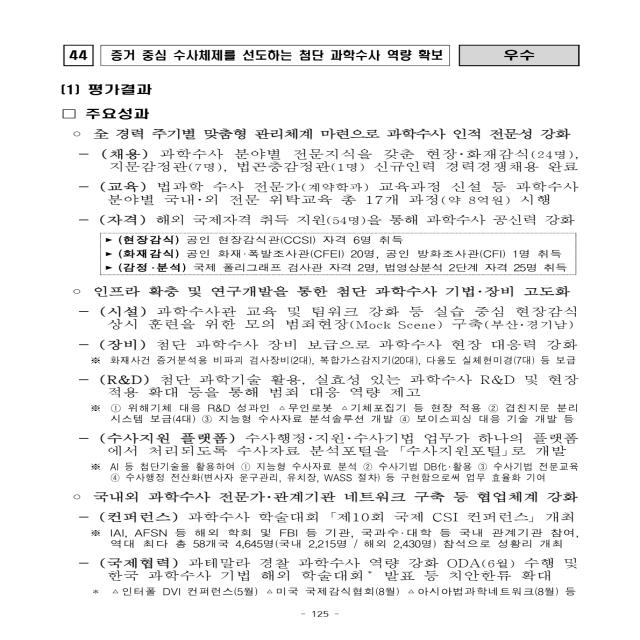 44 증거 중심 수사체제를 선도하는 첨단 과학수사 역량 확보 우수
(1) 평가결과
□ 주요성과
○ 全 경력 주기별 맞춤형 관리체계 마련으로 과학수사 인적 전문성 강화
- (채용) 과학수사 분야별 전문지식을 갖춘 현장·화재감식(24명),
지문감정관(7명), 법곤충감정관(1명) 신규인력 경력경쟁채용 완료
- (교육) 법과학 수사 전문가(계약학과) 교육과정 신설 등 과학수사
분야별 국내·외 전문 위탁교육 총 17개 과정(약 8억원) 시행
- (자격) 해외 국제자격 취득 지원(54명)을 통해 과학수사 공신력 강화
► (현장감식) 공인 현장감식관(CCSI) 자격 6명 취득
► (화재감식) 공인 화재·폭발조사관(CFEI) 20명, 공인 방화조사관(CFI) 1명 취득
► (감정·분석) 국제 폴리그래프 검사관 자격 2명, 법영상분석 2단계 자격 25명 취득
○ 인프라 확충 및 연구개발을 통한 첨단 과학수사 기법·장비 고도화
- (시설) 과학수사관 교육 및 팀워크 강화 등 실습 중심 현장감식
상시 훈련을 위한 모의 범죄현장(Mock Scene) 구축(부산·경기남)
- (장비) 첨단 과학수사 장비 보급으로 과학수사 현장 대응력 강화
※ 화재사건 증거분석용 비파괴 검사장비(2대), 복합가스감지기(20대), 다용도 실체현미경(7대) 등 보급
- (R&D) 첨단 과학기술 활용, 실효성 있는 과학수사 R&D 및 현장
적용 확대 등을 통해 범죄 대응 역량 제고
※ ① 위해기체 대응 R&D 성과인 △무인로봇 △기체포집기 등 현장 적용 ② 겹친지문 분리
시스템 보급(4대) ③ 지능형 수사자료 분석솔루션 개발 ④ 보이스피싱 대응 기술 개발 등
- (수사지원 플랫폼) 수사행정·지원·수사기법 업무가 하나의 플랫폼
에서 처리되도록 수사자료 분석포털을 「수사지원포털」로 개발
※ AI 등 첨단기술을 활용하여 ① 지능형 수사자료 분석 ② 수사기법 DB化·활용 ③ 수사기법 전문교육
④ 수사행정 전산화(변사자 운구관리, 유치장, WASS 절차) 등 구현함으로써 업무 효율화 기여
○ 국내외 과학수사 전문가·관계기관 네트워크 구축 등 협업체계 강화
- (컨퍼런스) 과학수사 학술대회 「제10회 국제 CSI 컨퍼런스」 개최
※ IAI, AFSN 등 해외 학회 및 FBI 등 기관, 국과수·대학 등 국내 관계기관 참여,
역대 최다 총 58개국 4,645명(국내 2,215명 / 해외 2,430명) 참석으로 성황리 개최
- (국제협력) 과테말라 경찰 과학수사 역량 강화 ODA(6월) 수행 및
한국 과학수사 기법 해외 학술대회* 발표 등 치안한류 확대
* △인터폴 DVI 컨퍼런스(5월) △미국 국제감식협회(8월) △아시아법과학네트워크(8월) 등
- 125 -